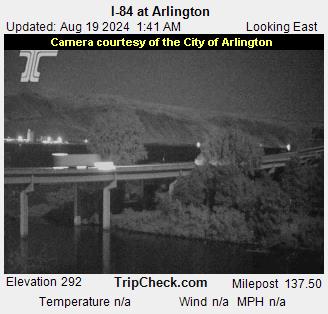 I-84 at Arlington
Updated: Aug 19 2024 1:41 AM Looking East
Camera courtesy of the City of Arlington
Elevation 292 TripCheck.com Milepost 137.50
Temperature n/a Wind n/a MPH n/a